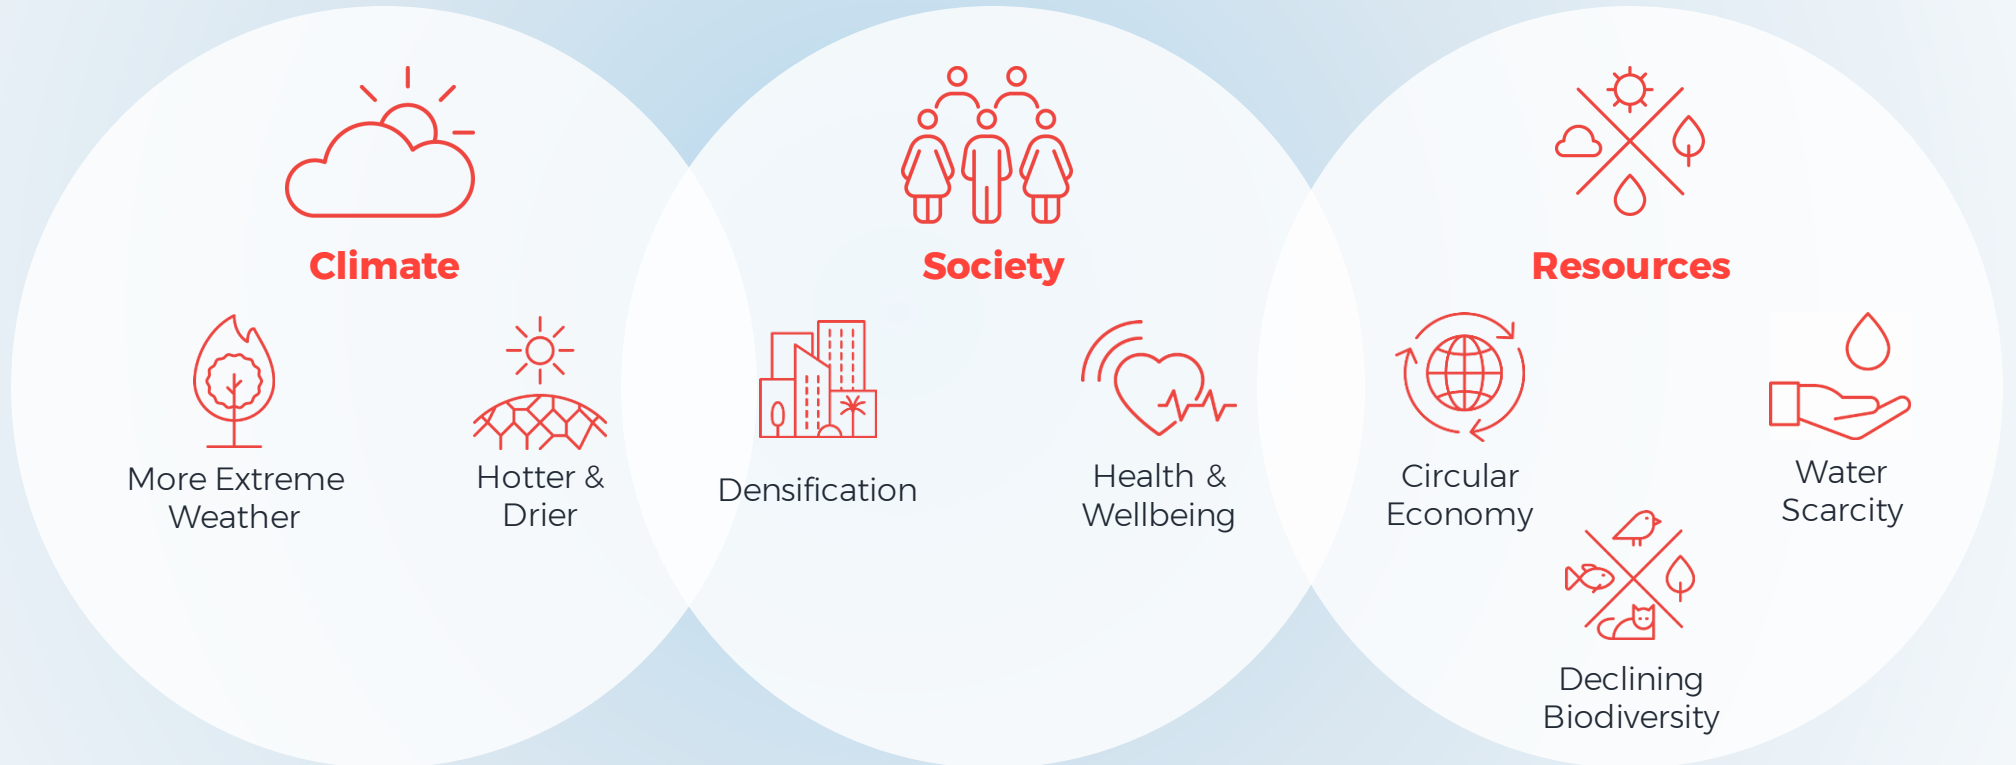 Climate
More Extreme
Weather
Hotter &
Drier
Society
Densification
Health &
Wellbeing
Resources
Circular
Economy
Water
Scarcity
Declining
Biodiversity